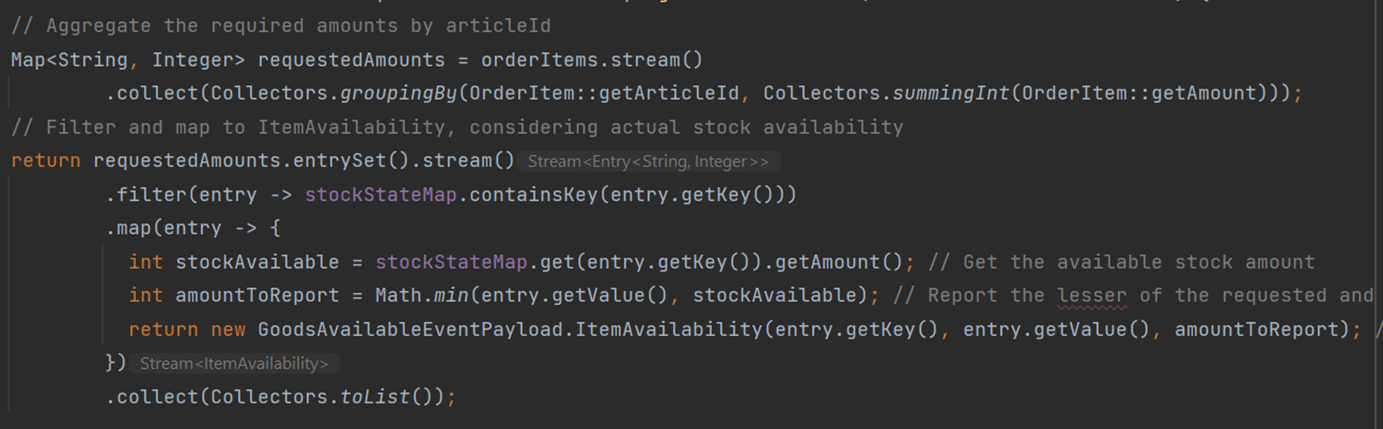 // Aggregate the required amounts by articleId
Map<String, Integer> requestedAmounts = orderItems.stream()
.collect(Collectors.groupingBy(OrderItem::getArticleId, Collectors.summingInt(OrderItem::getAmount)));
// Filter and map to ItemAvailability, considering actual stock availability
return requestedAmounts.entrySet().stream() Stream<Entry<String, Integer>>
.filter(entry -> stockStateMap.containsKey(entry.getKey()))
.map(entry -> {
int stockAvailable = stockStateMap.get(entry.getKey()).getAmount(); // Get the available stock amount
int amountToReport = Math.min(entry.getValue(), stockAvailable); // Report the lesser of the requested and
return new GoodsAvailableEventPayload.ItemAvailability(entry.getKey(), entry.getValue(), amountToReport); /
}) Stream<ItemAvailability>
.collect(Collectors.toList());